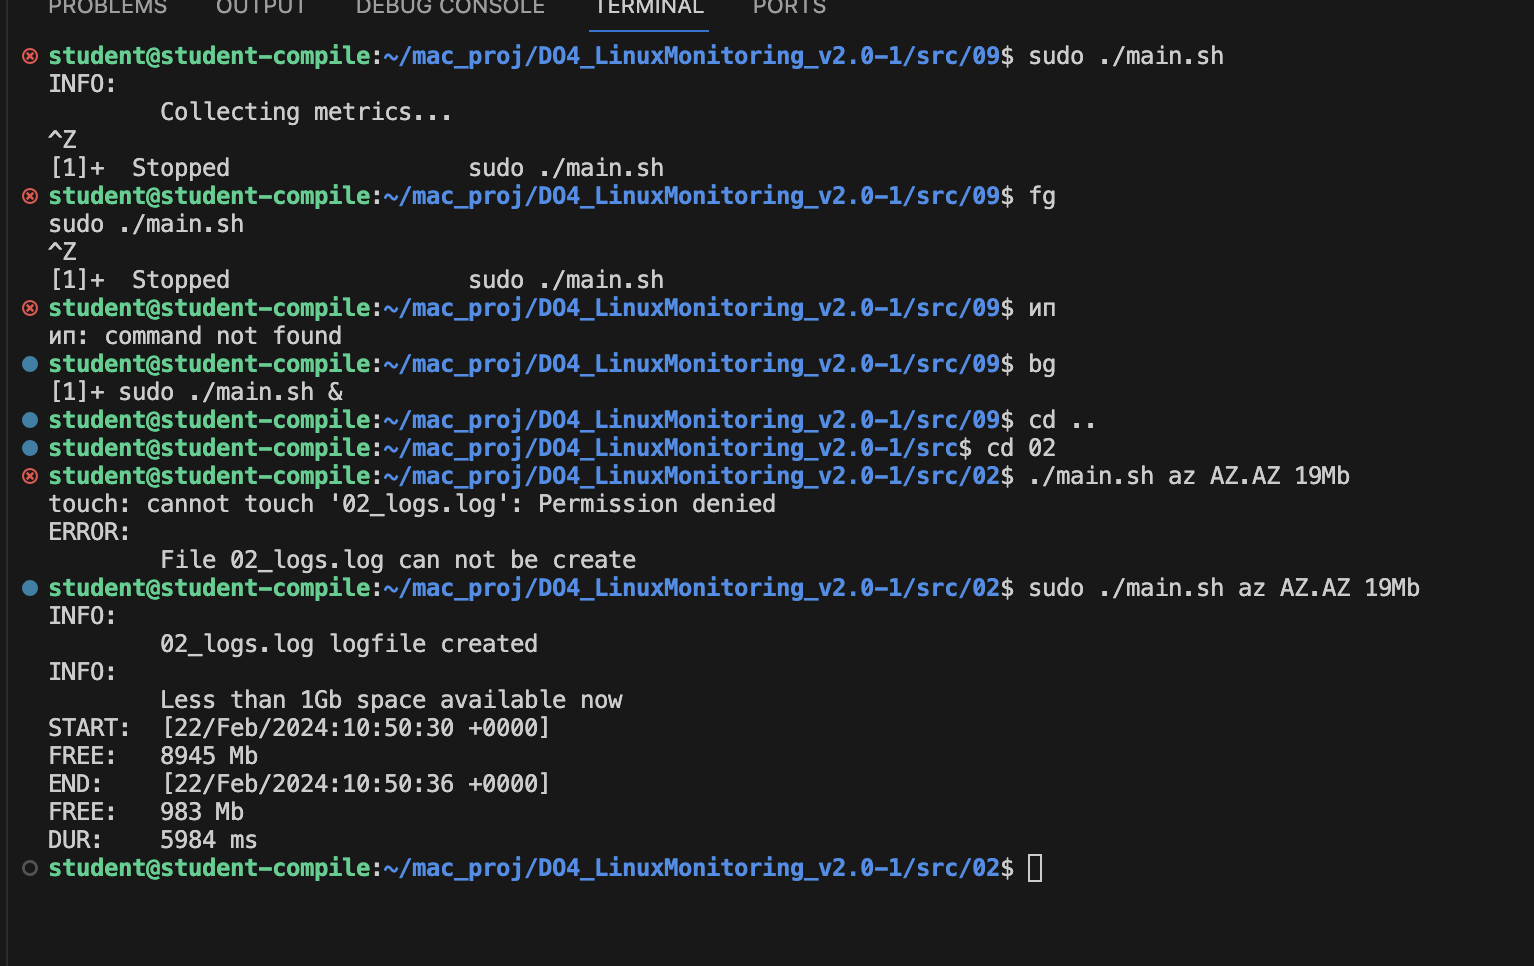 PROBLEMS OUTPUT DEBUG CONSOLE TERMINAL PORTS
student@student-compile:~/mac_proj/DO4_LinuxMonitoring_v2.0-1/src/09$ sudo ./main.sh
INFO:
Collecting metrics...
^Z
[1]+  Stopped                 sudo ./main.sh
student@student-compile:~/mac_proj/DO4_LinuxMonitoring_v2.0-1/src/09$ fg
sudo ./main.sh
^Z
[1]+  Stopped                 sudo ./main.sh
student@student-compile:~/mac_proj/DO4_LinuxMonitoring_v2.0-1/src/09$ ип
ип: command not found
student@student-compile:~/mac_proj/DO4_LinuxMonitoring_v2.0-1/src/09$ bg
[1]+ sudo ./main.sh &
student@student-compile:~/mac_proj/DO4_LinuxMonitoring_v2.0-1/src/09$ cd ..
student@student-compile:~/mac_proj/DO4_LinuxMonitoring_v2.0-1/src$ cd 02
student@student-compile:~/mac_proj/DO4_LinuxMonitoring_v2.0-1/src/02$ ./main.sh az AZ.AZ 19Mb
touch: cannot touch '02_logs.log': Permission denied
ERROR:
File 02_logs.log can not be create
student@student-compile:~/mac_proj/DO4_LinuxMonitoring_v2.0-1/src/02$ sudo ./main.sh az AZ.AZ 19Mb
INFO:
02_logs.log logfile created
INFO:
Less than 1Gb space available now
START:  [22/Feb/2024:10:50:30 +0000]
FREE:   8945 Mb
END:    [22/Feb/2024:10:50:36 +0000]
FREE:   983 Mb
DUR:    5984 ms
student@student-compile:~/mac_proj/DO4_LinuxMonitoring_v2.0-1/src/02$